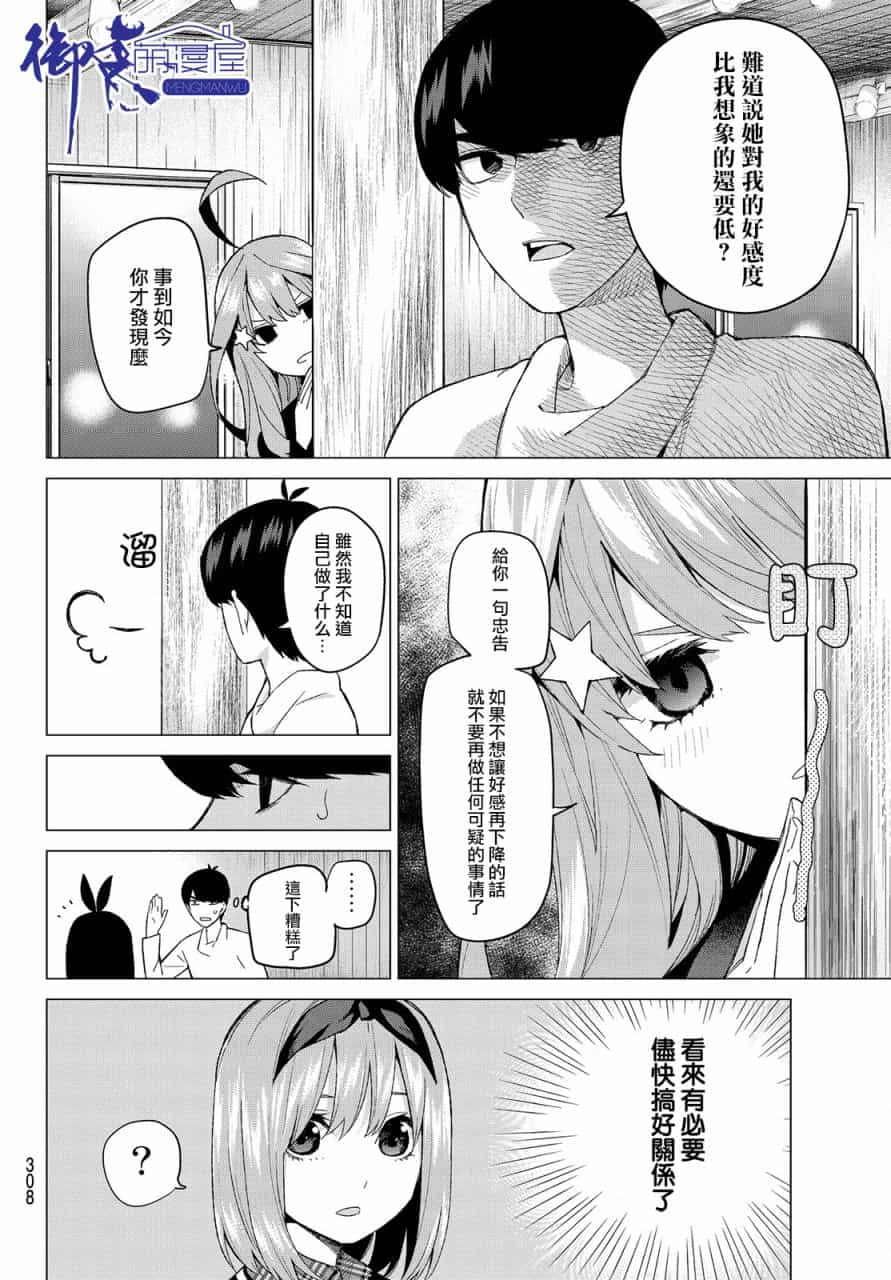 御宅萌漫屋
MENGMANWU
難道説她對我的好感度
比我想象的還要低？
事到如今
你才發現麼
盯
給你一句忠告
如果不想讓好感再下降的話
就不要再做任何可疑的事情了
雖然我不知道
自己做了什么…
溜
……
這下糟糕了
看來有必要
儘快搞好關係了
？
308